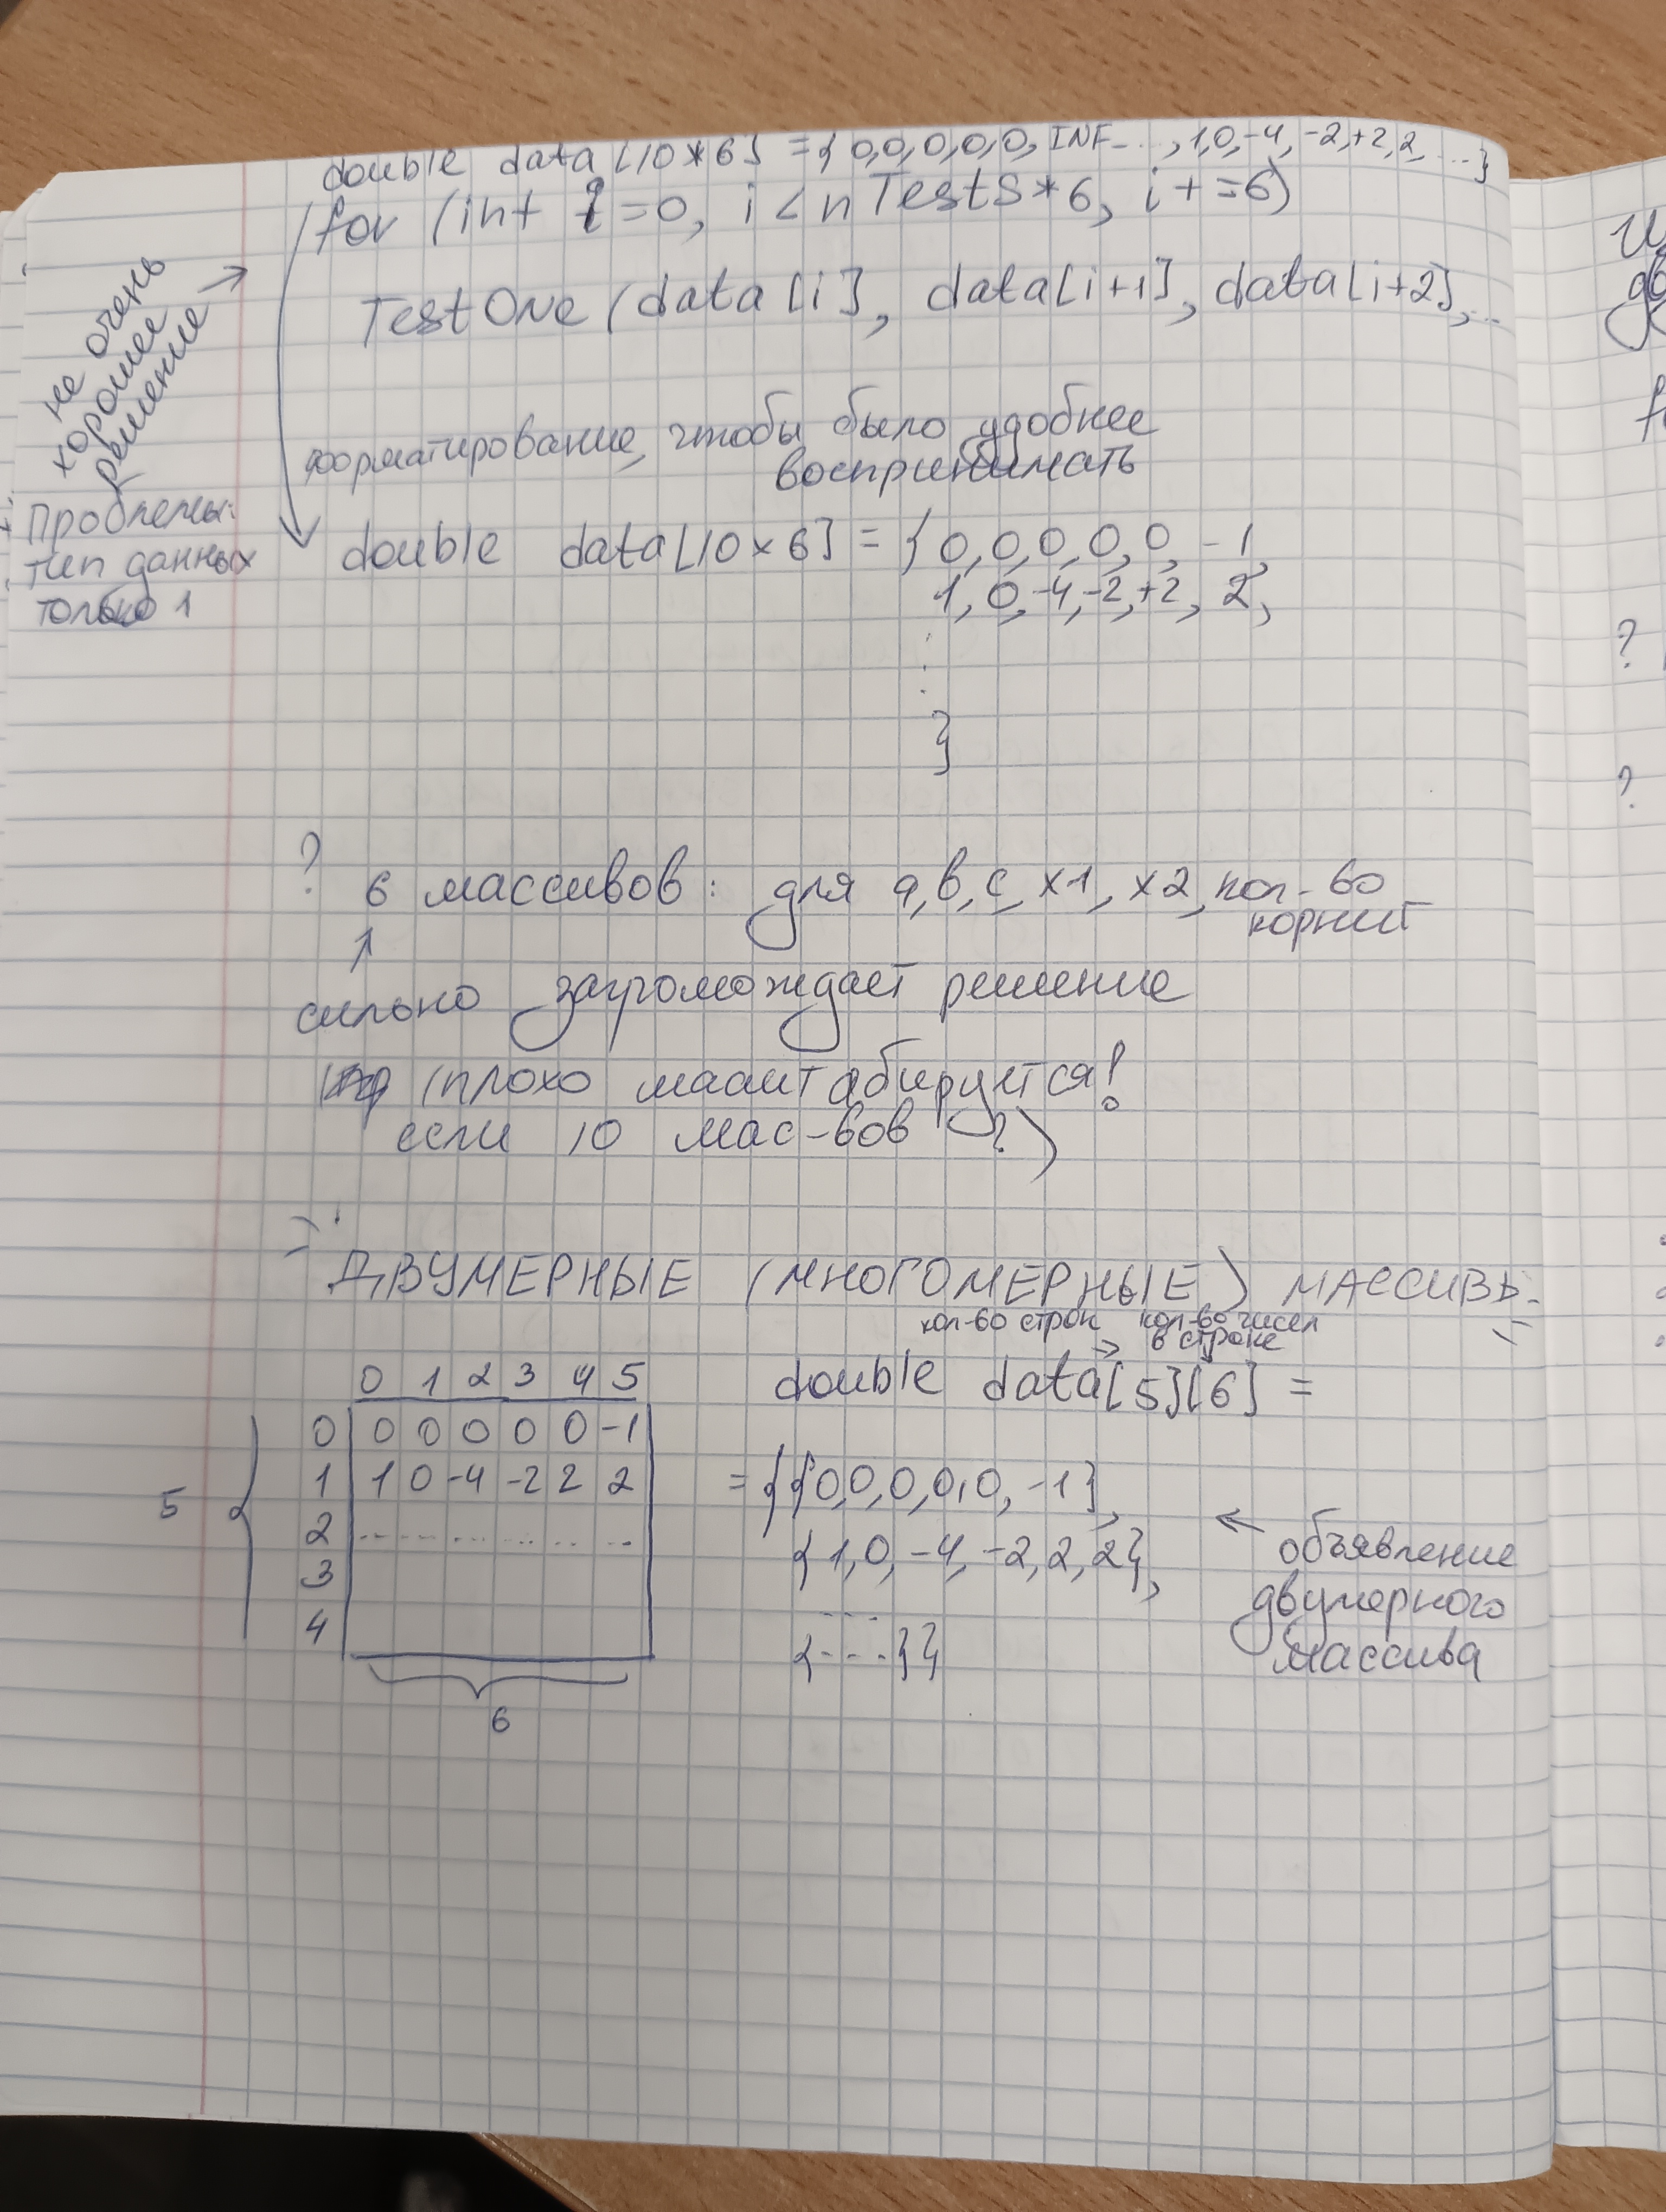 double data [10*6] = {0,0,0,0,0, INF ..., 1,0,-4,-2,+2,2, ...}
for (int i=0, i<nTests*6, i+=6)
TestOne (data[i], data[i+1], data[i+2],...
не очень
хорошее
решение →
Проблемы:
тип данных
только 1
форматирование, чтобы было удобнее
воспринимать
double data[10×6] = {0,0,0,0,0,-1,
1,0,-4,-2,+2, 2,
}
? 6 массивов: для a,b,c,x1,x2,кол-во
корней
↑
сильно загромождает решение
(плохо масштабируется!
если 10 мас-вов ?)
ДВУМЕРНЫЕ (МНОГОМЕРНЫЕ) МАССИВЫ
кол-во строк кол-во чисел
в строке
double data[5][6] =
0 1 2 3 4 5
0 0 0 0 0 0 -1
1 1 0 -4 -2 2 2
2 ............
3
4
5
6
= {{0,0,0,0,0,-1},
{1,0,-4,-2,2,2},
....
{....}}
← объявление
двумерного
массива
?
?